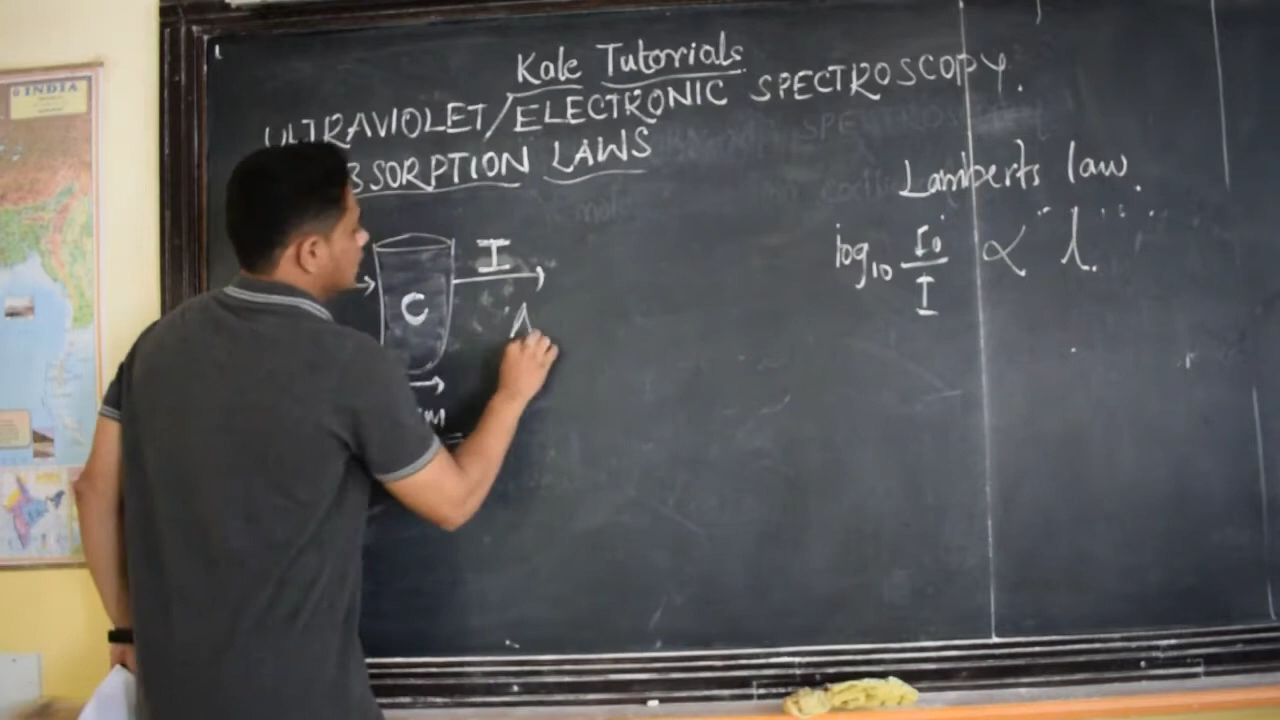 Kale Tutorials
ULTRAVIOLET/ELECTRONIC SPECTROSCOPY.
ABSORPTION LAWS
Lamberts law.
log₁₀ I₀/I ∝ l.
I
C
A
INDIA